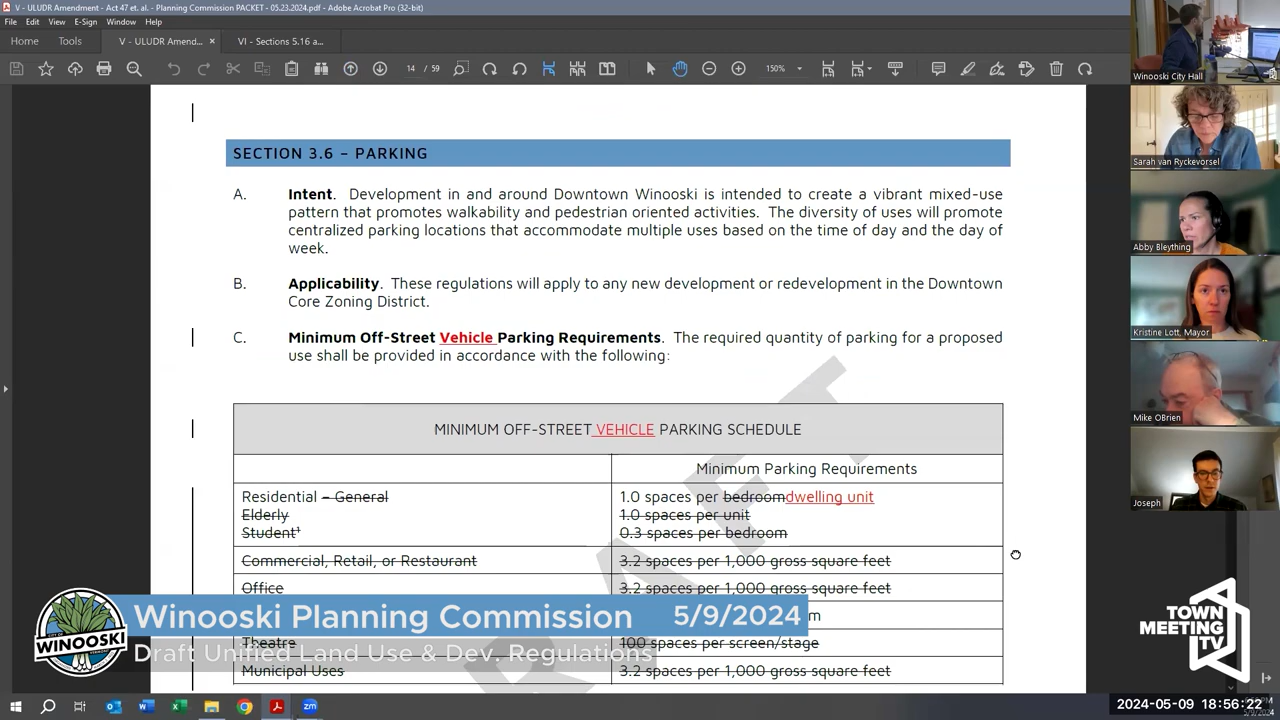 V - ULUDR Amendment - Act 47 et. al. - Planning Commission PACKET - 05.23.2024.pdf - Adobe Acrobat Pro (32-bit)
File Edit View E-Sign Window Help
Home Tools V - ULUDR Amend... × VI - Sections 5.16 a...
14 / 59 150%
SECTION 3.6 – PARKING
A. Intent. Development in and around Downtown Winooski is intended to create a vibrant mixed-use
pattern that promotes walkability and pedestrian oriented activities. The diversity of uses will promote
centralized parking locations that accommodate multiple uses based on the time of day and the day of
week.
B. Applicability. These regulations will apply to any new development or redevelopment in the Downtown
Core Zoning District.
C. Minimum Off-Street Vehicle Parking Requirements. The required quantity of parking for a proposed
use shall be provided in accordance with the following:
MINIMUM OFF-STREET VEHICLE PARKING SCHEDULE
Minimum Parking Requirements
Residential – General 1.0 spaces per bedroomdwelling unit
Elderly 1.0 spaces per unit
Student¹ 0.3 spaces per bedroom
Commercial, Retail, or Restaurant 3.2 spaces per 1,000 gross square feet
Office 3.2 spaces per 1,000 gross square feet
Theatre 100 spaces per screen/stage
Municipal Uses 3.2 spaces per 1,000 gross square feet
Winooski City Hall
Sarah van Ryckevorsel
Abby Bleything
Kristine Lott, Mayor
Mike OBrien
Joseph
CITY OF
WINOOSKI
VERMONT
Winooski Planning Commission 5/9/2024
Draft Unified Land Use & Dev. Regulations
TOWN
MEETING
TV
2024-05-09 18:56:22